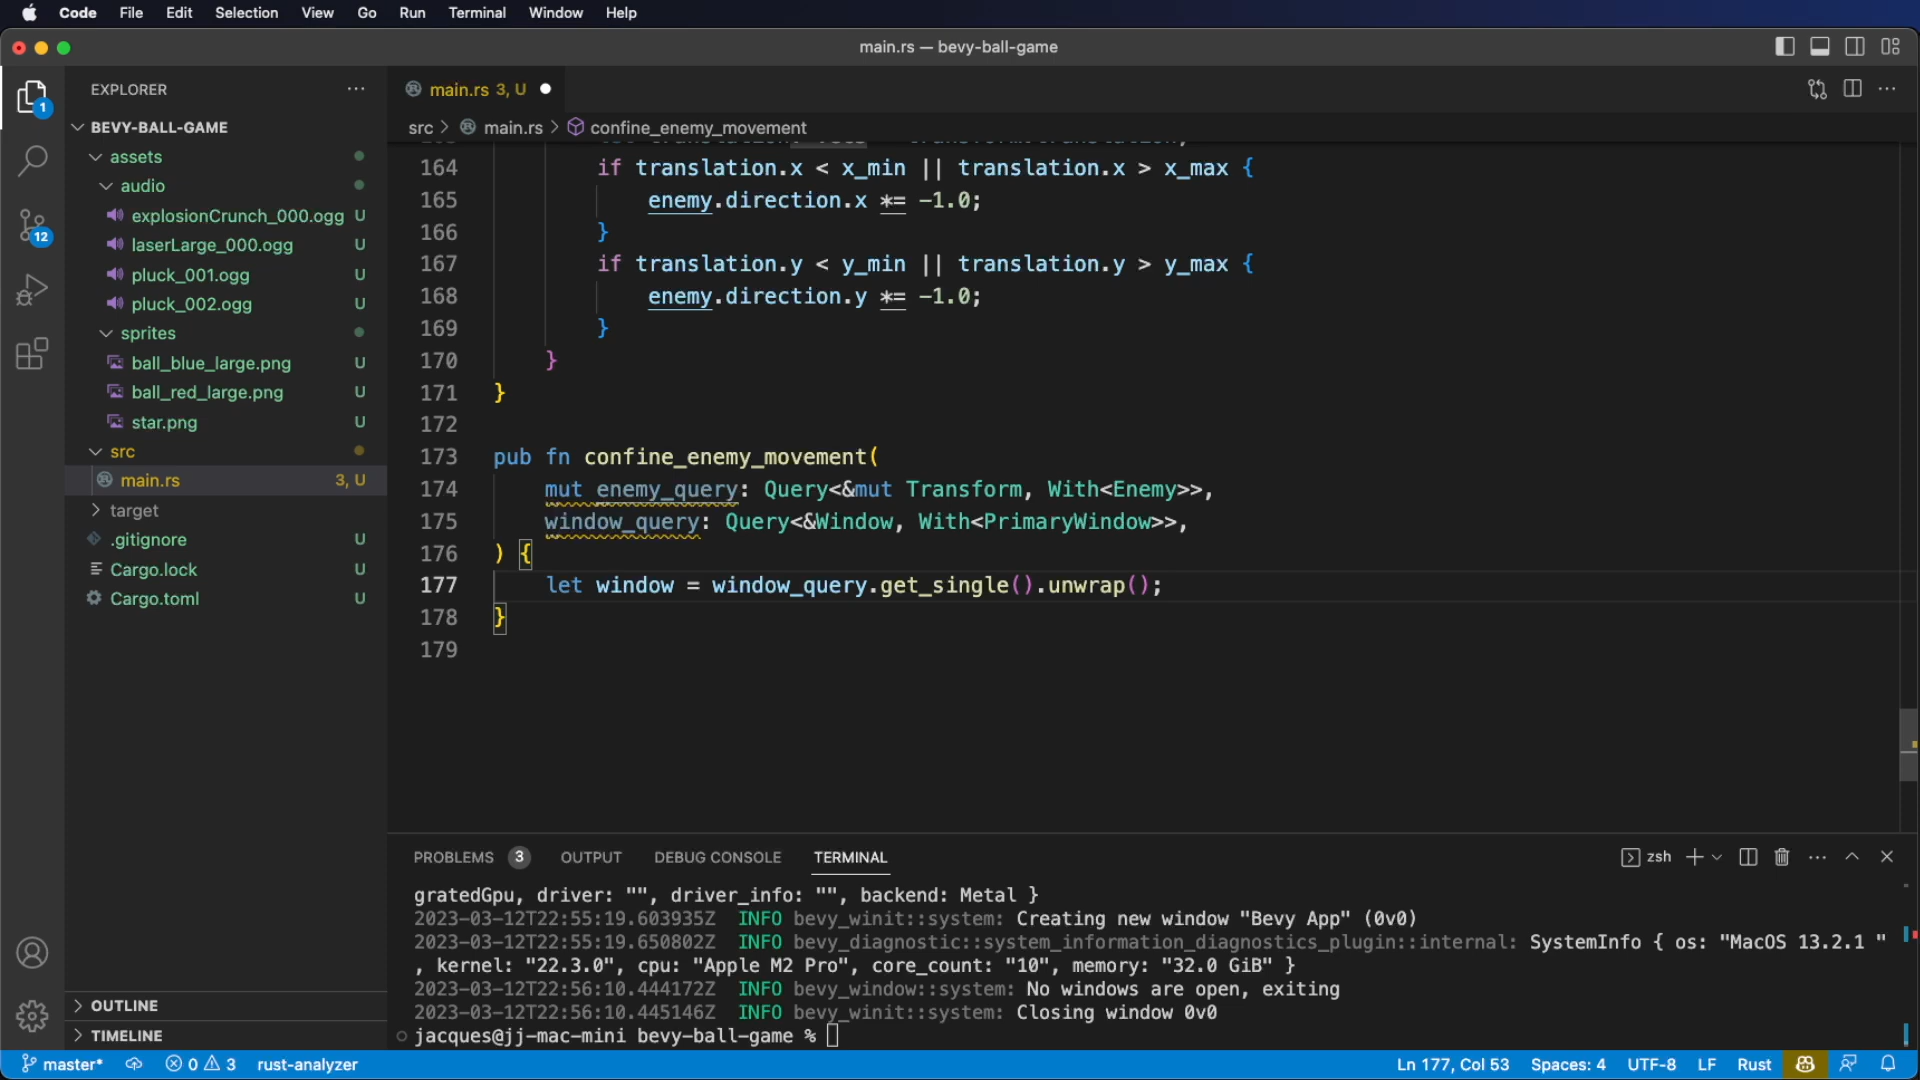 Code File Edit Selection View Go Run Terminal Window Help
main.rs — bevy-ball-game
EXPLORER
BEVY-BALL-GAME
assets
audio
explosionCrunch_000.ogg U
laserLarge_000.ogg U
pluck_001.ogg U
pluck_002.ogg U
sprites
ball_blue_large.png U
ball_red_large.png U
star.png U
src
main.rs 3, U
target
.gitignore U
Cargo.lock U
Cargo.toml U
OUTLINE
TIMELINE
1
12
main.rs 3, U
src > main.rs > confine_enemy_movement
164 if translation.x < x_min || translation.x > x_max {
165 enemy.direction.x *= -1.0;
166 }
167 if translation.y < y_min || translation.y > y_max {
168 enemy.direction.y *= -1.0;
169 }
170 }
171 }
172
173 pub fn confine_enemy_movement(
174 mut enemy_query: Query<&mut Transform, With<Enemy>>,
175 window_query: Query<&Window, With<PrimaryWindow>>,
176 ) {
177 let window = window_query.get_single().unwrap();
178 }
179
PROBLEMS 3 OUTPUT DEBUG CONSOLE TERMINAL zsh
gratedGpu, driver: "", driver_info: "", backend: Metal }
2023-03-12T22:55:19.603935Z INFO bevy_winit::system: Creating new window "Bevy App" (0v0)
2023-03-12T22:55:19.650802Z INFO bevy_diagnostic::system_information_diagnostics_plugin::internal: SystemInfo { os: "MacOS 13.2.1 "
, kernel: "22.3.0", cpu: "Apple M2 Pro", core_count: "10", memory: "32.0 GiB" }
2023-03-12T22:56:10.444172Z INFO bevy_window::system: No windows are open, exiting
2023-03-12T22:56:10.445146Z INFO bevy_winit::system: Closing window 0v0
jacques@jj-mac-mini bevy-ball-game %
master* 0 3 rust-analyzer Ln 177, Col 53 Spaces: 4 UTF-8 LF Rust